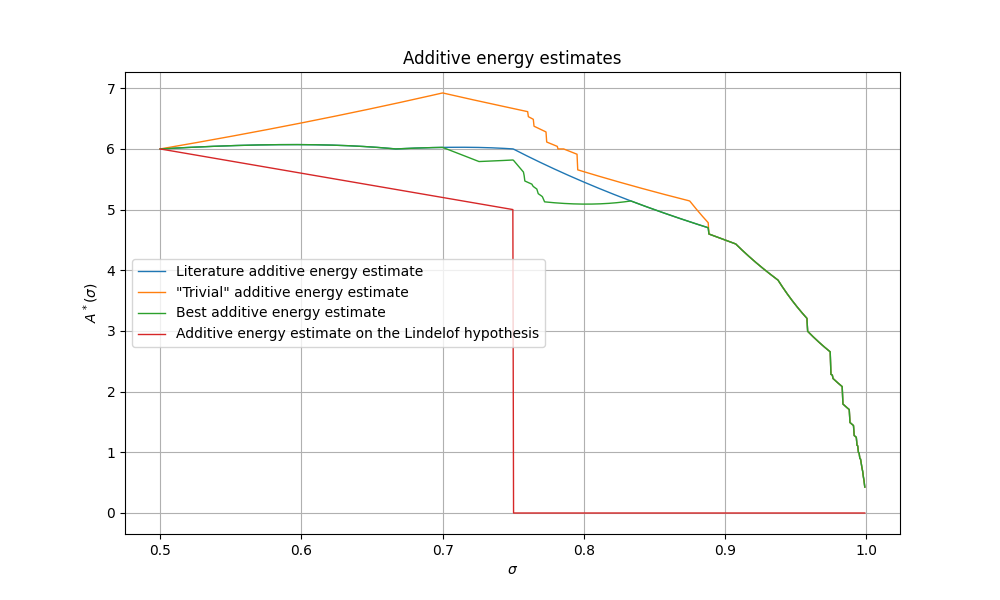 Additive energy estimates
7
6
5
4
3
2
1
0
A*(σ)
Literature additive energy estimate
"Trivial" additive energy estimate
Best additive energy estimate
Additive energy estimate on the Lindelof hypothesis
0.5 0.6 0.7 0.8 0.9 1.0
σ